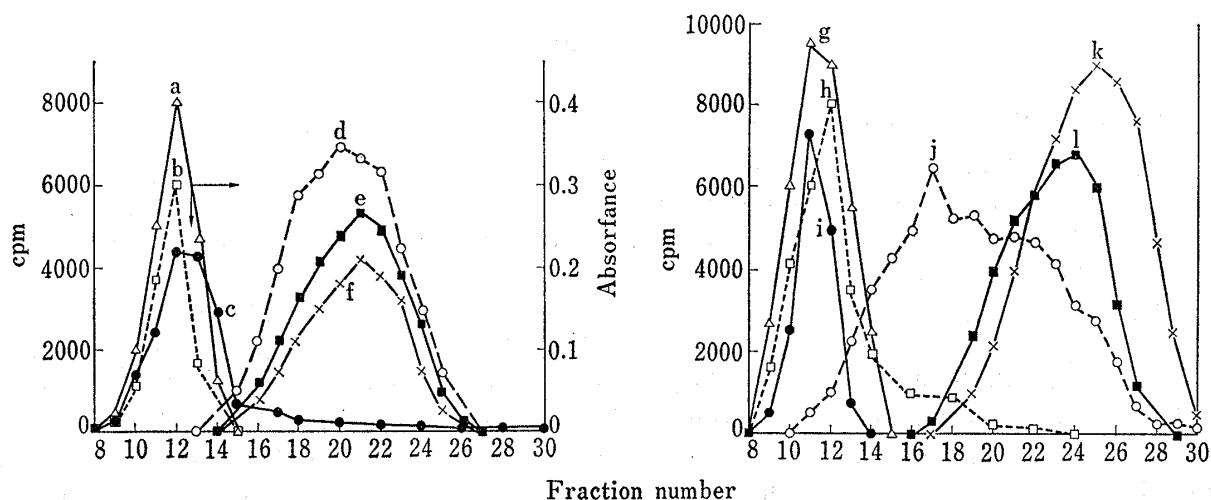 cpm
8000
6000
4000
2000
0
8 10 12 14 16 18 20 22 24 26 30
a
b
c
d
e
f
0.4
0.3
0.2
0.1
0
Absorfance
cpm
10000
8000
6000
4000
2000
0
8 10 12 14 16 18 20 22 24 26 28 30
g
h
i
j
k
l
Fraction number